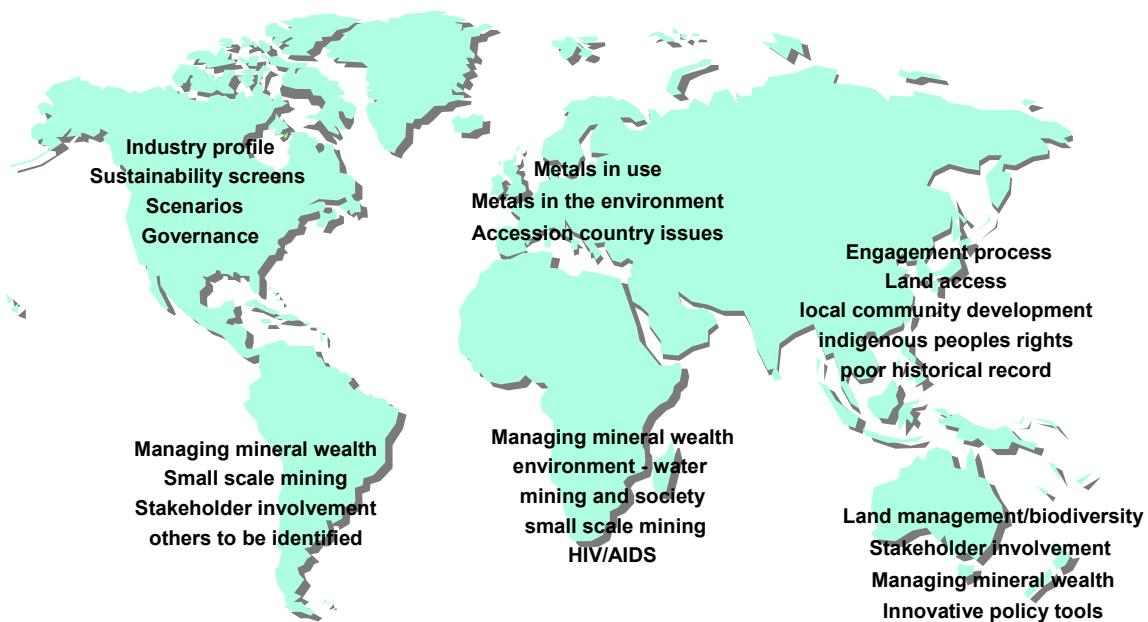 Industry profile
Sustainability screens
Scenarios
Governance
Metals in use
Metals in the environment
Accession country issues
Engagement process
Land access
local community development
indigenous peoples rights
poor historical record
Managing mineral wealth
Small scale mining
Stakeholder involvement
others to be identified
Managing mineral wealth
environment - water
mining and society
small scale mining
HIV/AIDS
Land management/biodiversity
Stakeholder involvement
Managing mineral wealth
Innovative policy tools